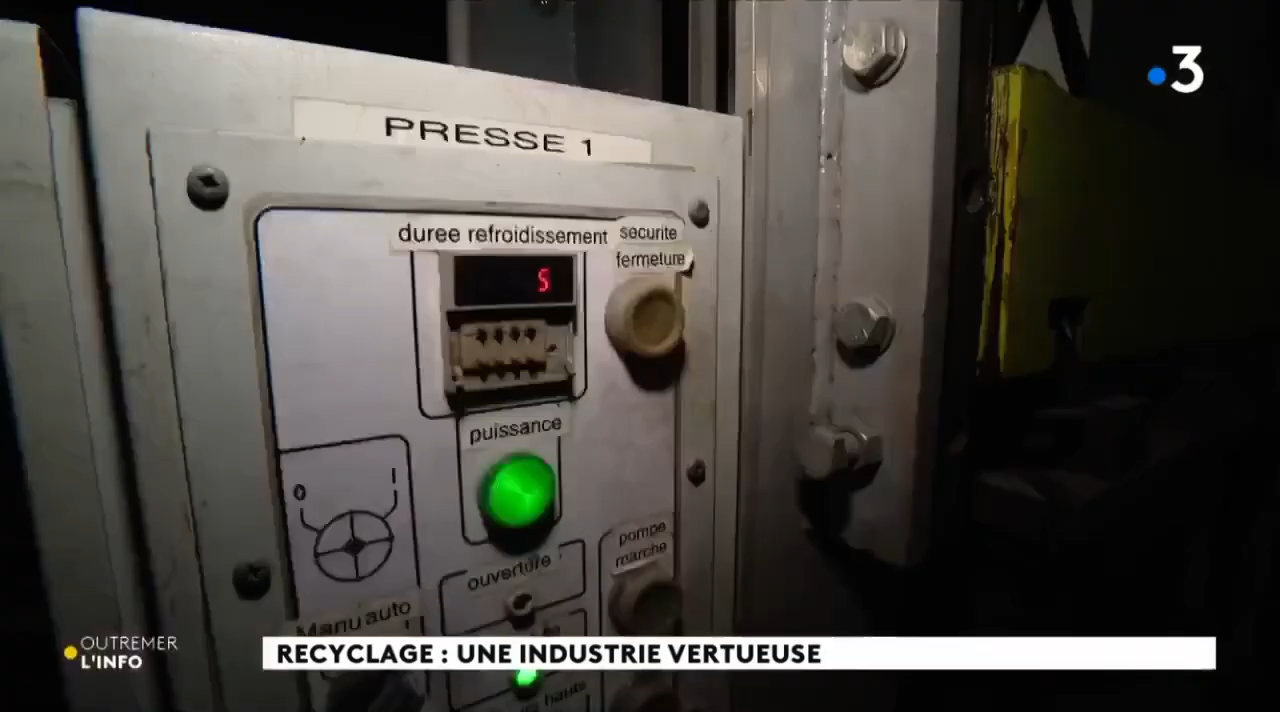 3
PRESSE 1
duree refroidissement
securite
fermeture
5
puissance
0
I
pompe
marche
ouverture
Manu auto
haute
OUTREMER
L'INFO
RECYCLAGE : UNE INDUSTRIE VERTUEUSE